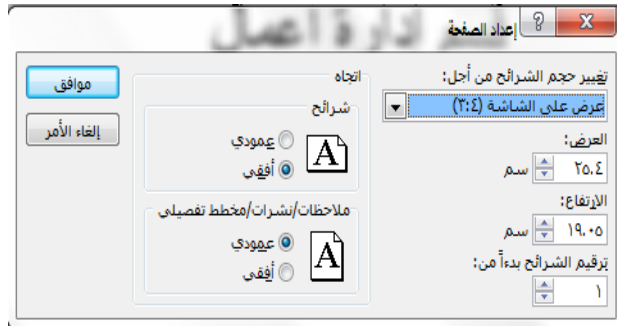 إعداد الصفحة
ادارة اعمال
تغيير حجم الشرائح من أجل:
عرض على الشاشة (٣:٤)
العرض:
٢٥.٤ سم
الارتفاع:
١٩.٠٥ سم
ترقيم الشرائح بدءاً من:
١
اتجاه
شرائح
A
عمودي
أفقي
ملاحظات/نشرات/مخطط تفصيلي
A
عمودي
أفقي
موافق
إلغاء الأمر